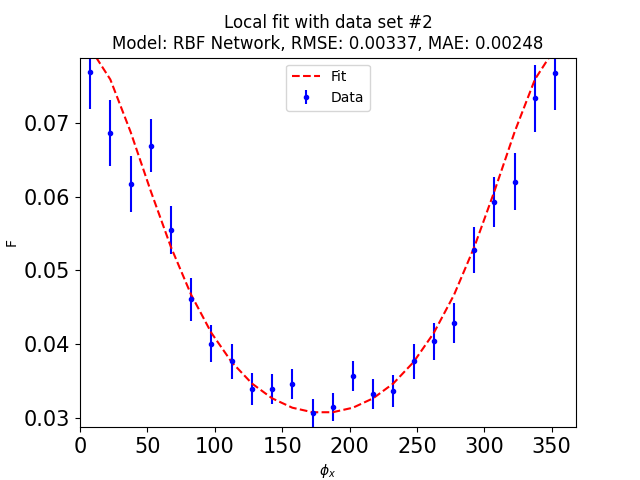 Local fit with data set #2
Model: RBF Network, RMSE: 0.00337, MAE: 0.00248
Fit
Data
F
0.07
0.06
0.05
0.04
0.03
0 50 100 150 200 250 300 350
ϕₓ